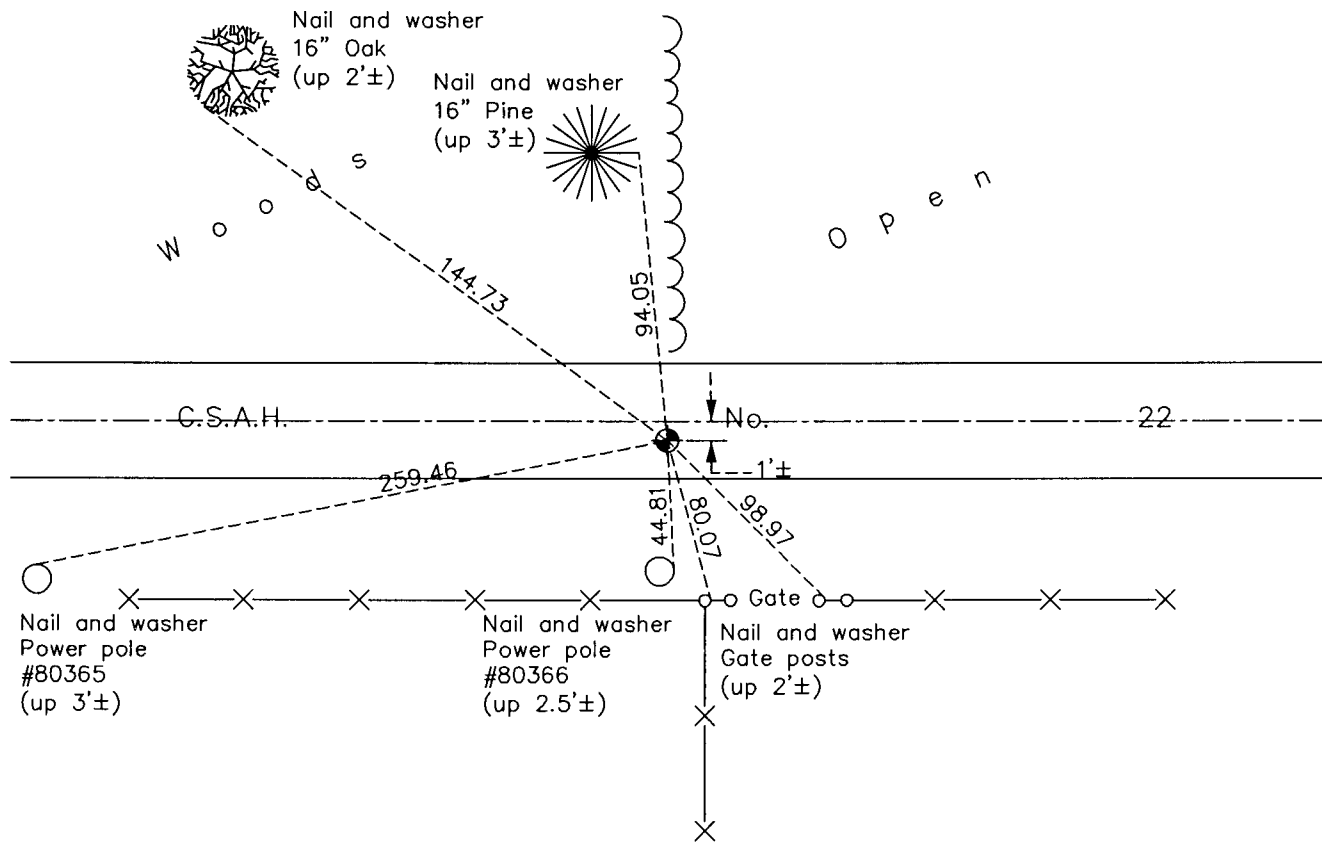 Nail and washer
16" Oak
(up 2'±)
Nail and washer
16" Pine
(up 3'±)
Woods
Open
144.73
94.05
C.S.A.H. No. 22
1'±
259.46
44.81
80.07
98.97
Gate
Nail and washer
Power pole
#80365
(up 3'±)
Nail and washer
Power pole
#80366
(up 2.5'±)
Nail and washer
Gate posts
(up 2'±)